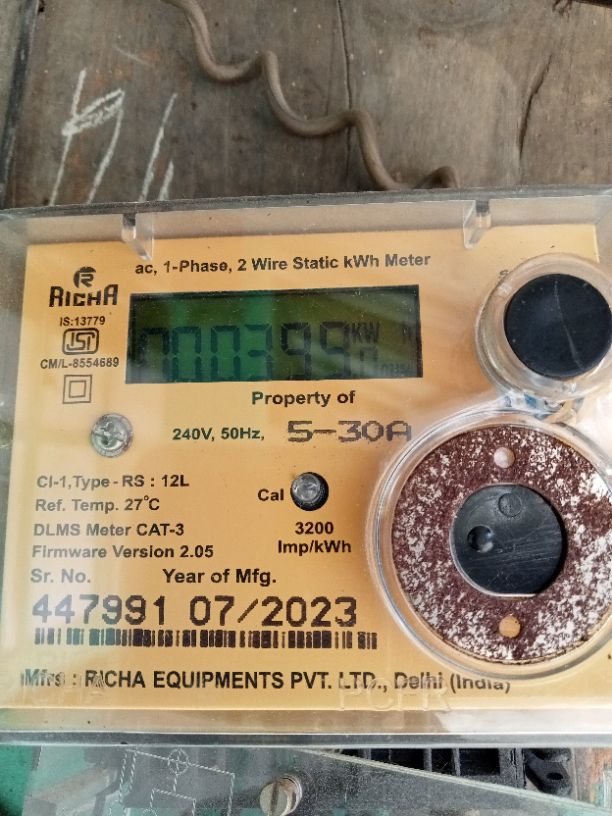 ac, 1-Phase, 2 Wire Static kWh Meter
RICHA
IS:13779
CM/L-8554689
Property of
240V, 50Hz, 5-30A
Cl-1,Type - RS : 12L
Ref. Temp. 27°C
DLMS Meter CAT-3
Firmware Version 2.05
Cal
3200
Imp/kWh
Sr. No. Year of Mfg.
447991 07/2023
Mfrs : RICHA EQUIPMENTS PVT. LTD., Delhi (India)